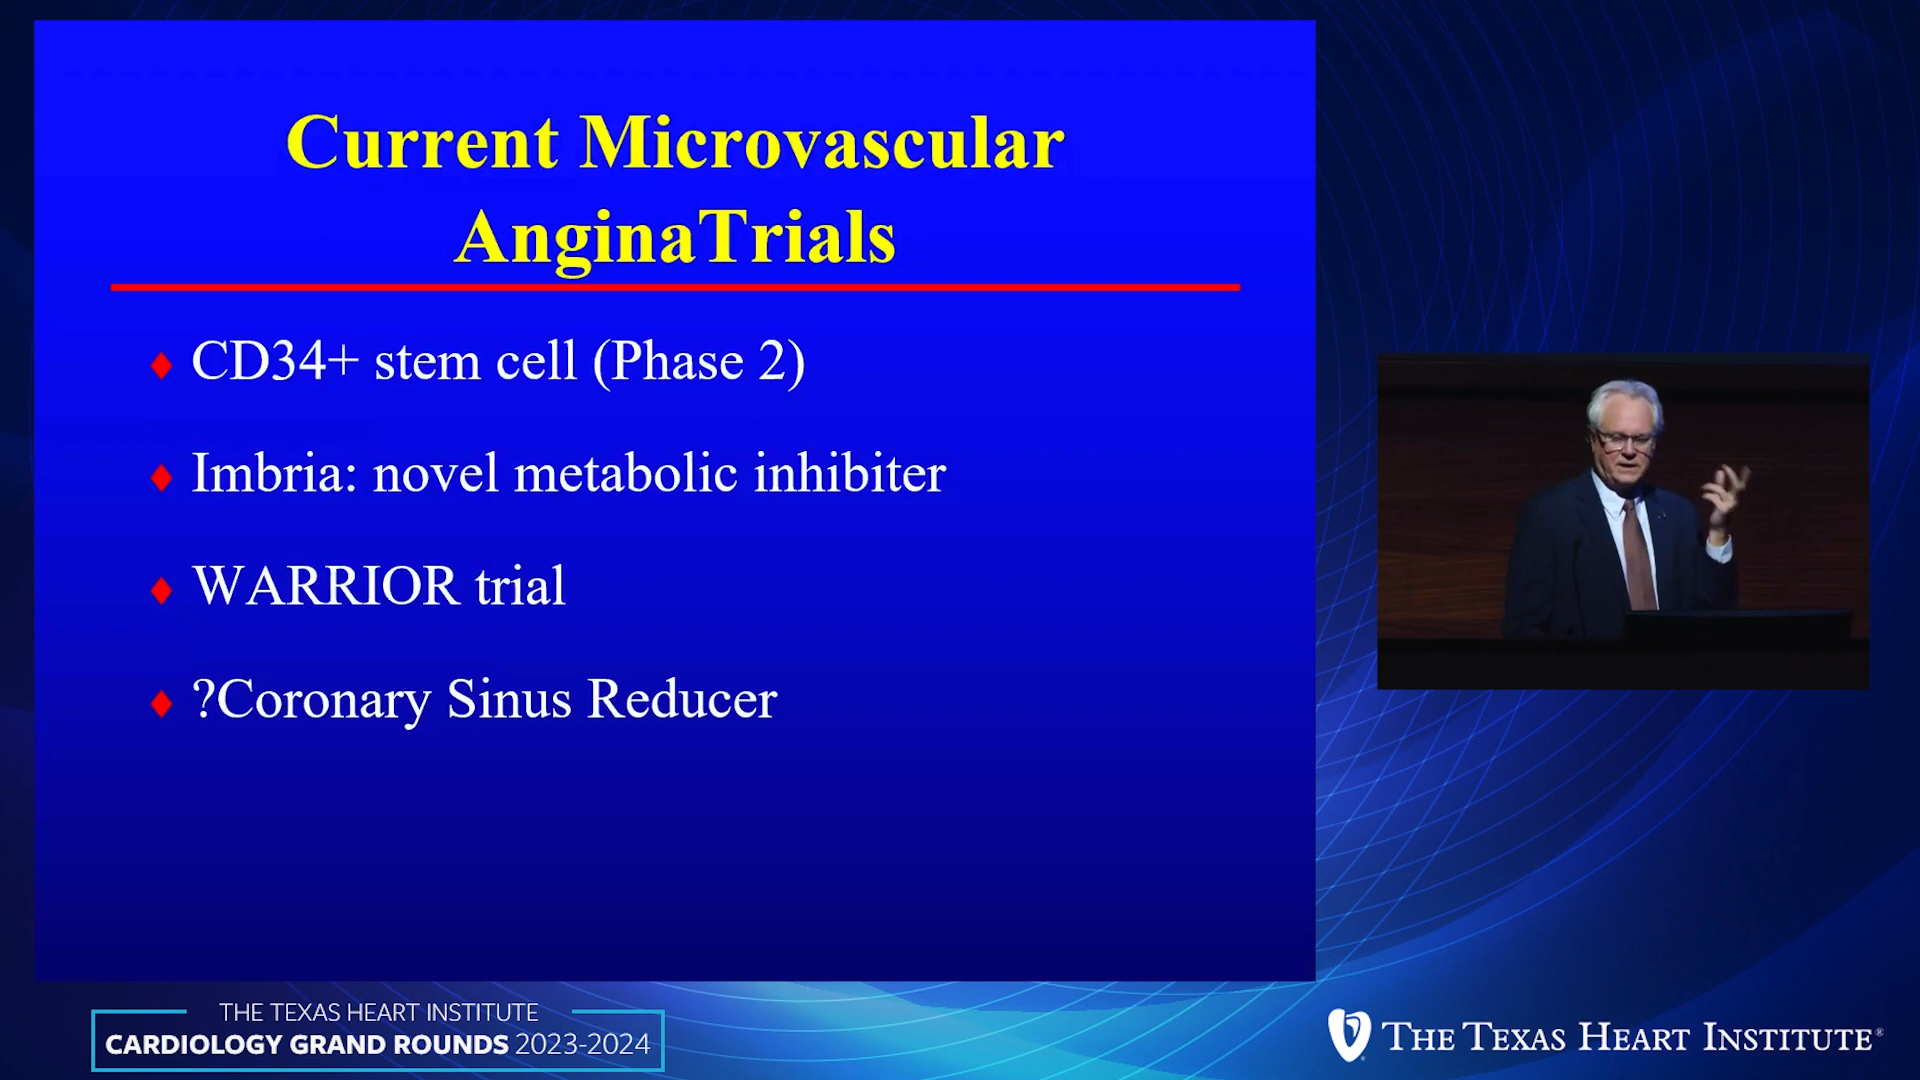 Current Microvascular
AnginaTrials
CD34+ stem cell (Phase 2)
Imbria: novel metabolic inhibiter
WARRIOR trial
?Coronary Sinus Reducer
THE TEXAS HEART INSTITUTE
CARDIOLOGY GRAND ROUNDS 2023-2024
THE TEXAS HEART INSTITUTE®